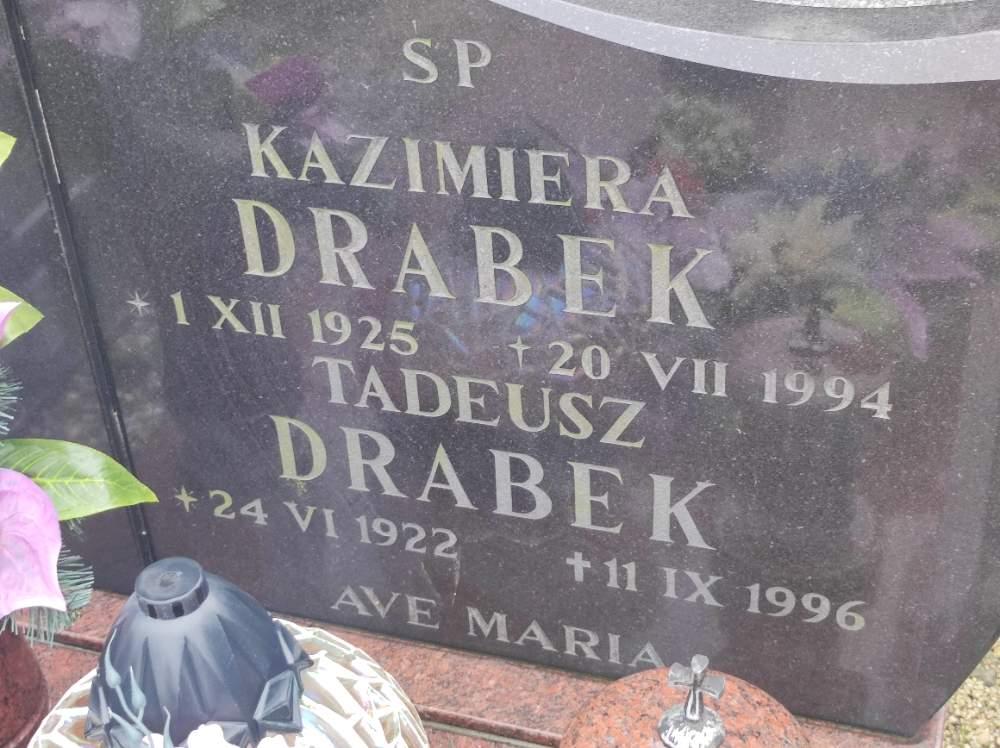 SP
KAZIMIERA
DRABEK
* 1 XII 1925 + 20 VII 1994
TADEUSZ
DRABEK
* 24 VI 1922 + 11 IX 1996
AVE MARIA